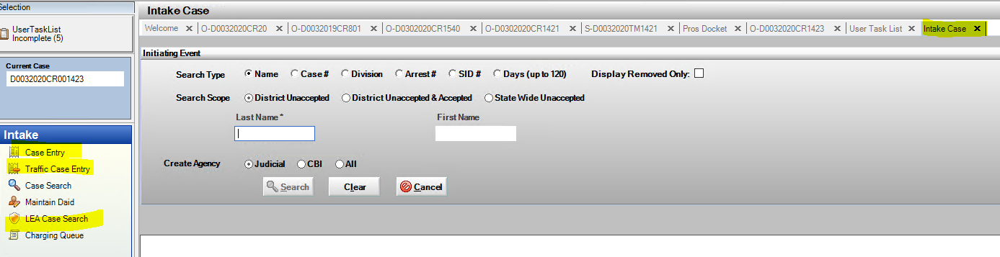 Selection
UserTaskList
Incomplete (5)
Current Case
D0032020CR001423
Intake
Case Entry
Traffic Case Entry
Case Search
Maintain Daid
LEA Case Search
Charging Queue
Intake Case
Welcome O-D0032020CR20 O-D0032019CR801 O-D0302020CR1540 O-D0302020CR1421 S-D0032020TM1421 Pros Docket O-D0032020CR1423 User Task List Intake Case
Initiating Event
Search Type Name Case # Division Arrest # SID # Days (up to 120) Display Removed Only:
Search Scope District Unaccepted District Unaccepted & Accepted State Wide Unaccepted
Last Name * First Name
Create Agency Judicial CBI All
Search Clear Cancel